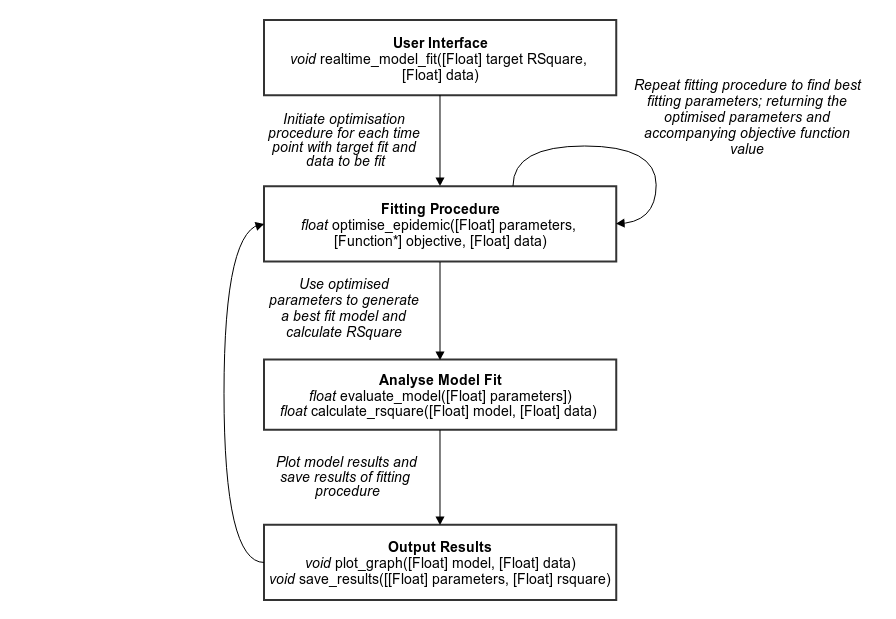 User Interface
void realtime_model_fit([Float] target RSquare,
[Float] data)
Initiate optimisation
procedure for each time
point with target fit and
data to be fit
Repeat fitting procedure to find best
fitting parameters; returning the
optimised parameters and
accompanying objective function
value
Fitting Procedure
float optimise_epidemic([Float] parameters,
[Function*] objective, [Float] data)
Use optimised
parameters to generate
a best fit model and
calculate RSquare
Analyse Model Fit
float evaluate_model([Float] parameters])
float calculate_rsquare([Float] model, [Float] data)
Plot model results and
save results of fitting
procedure
Output Results
void plot_graph([Float] model, [Float] data)
void save_results([[Float] parameters, [Float] rsquare)